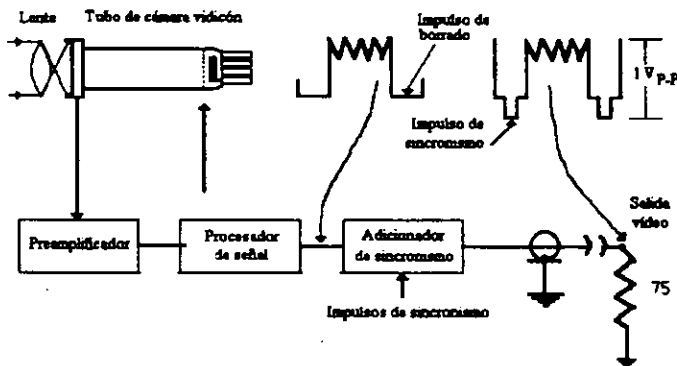 Lente
Tubo de cámara vidicón
Impulso de
borrado
1 V P-P
Impulso de
sincronismo
Salida
vídeo
Preamplificador
Procesador
de señal
Adicionador
de sincronismo
75
Impulsos de sincronismo